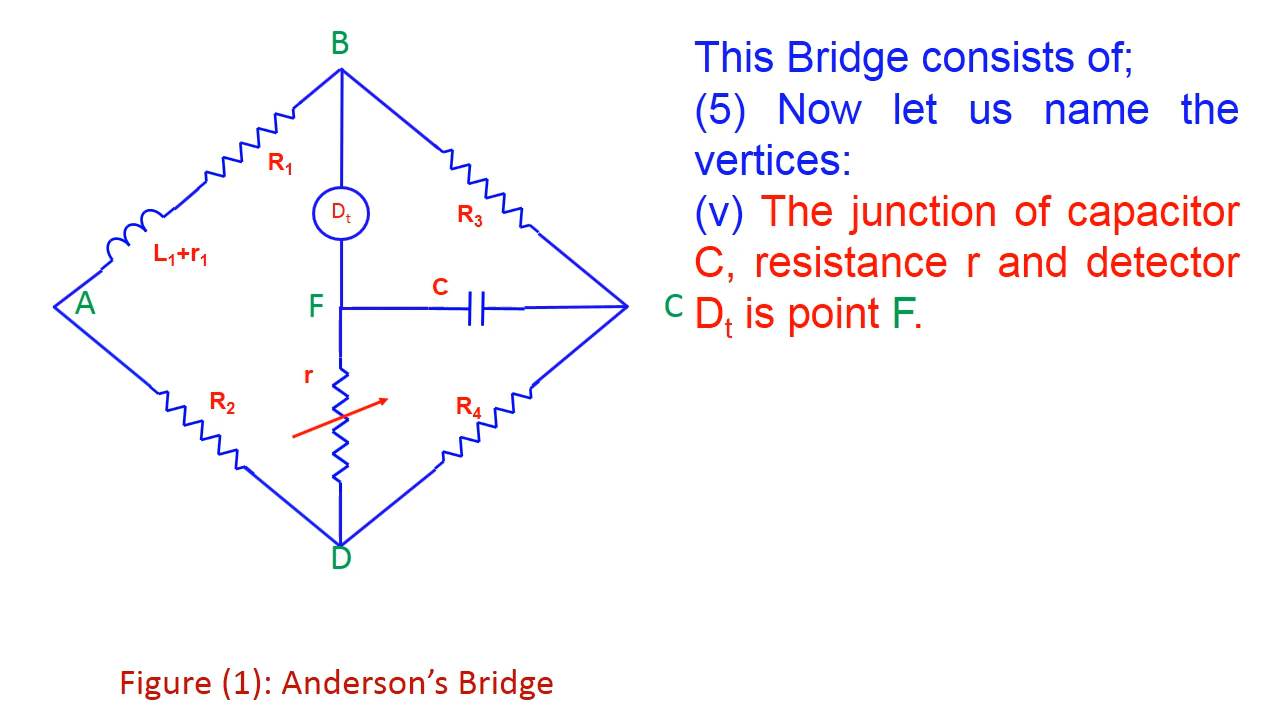 B
R₁
Dₜ
R₃
L₁+r₁
A
F
C
C
r
R₂
R₄
D
Figure (1): Anderson’s Bridge
This Bridge consists of;
(5) Now let us name the
vertices:
(v) The junction of capacitor
C, resistance r and detector
Dₜ is point F.